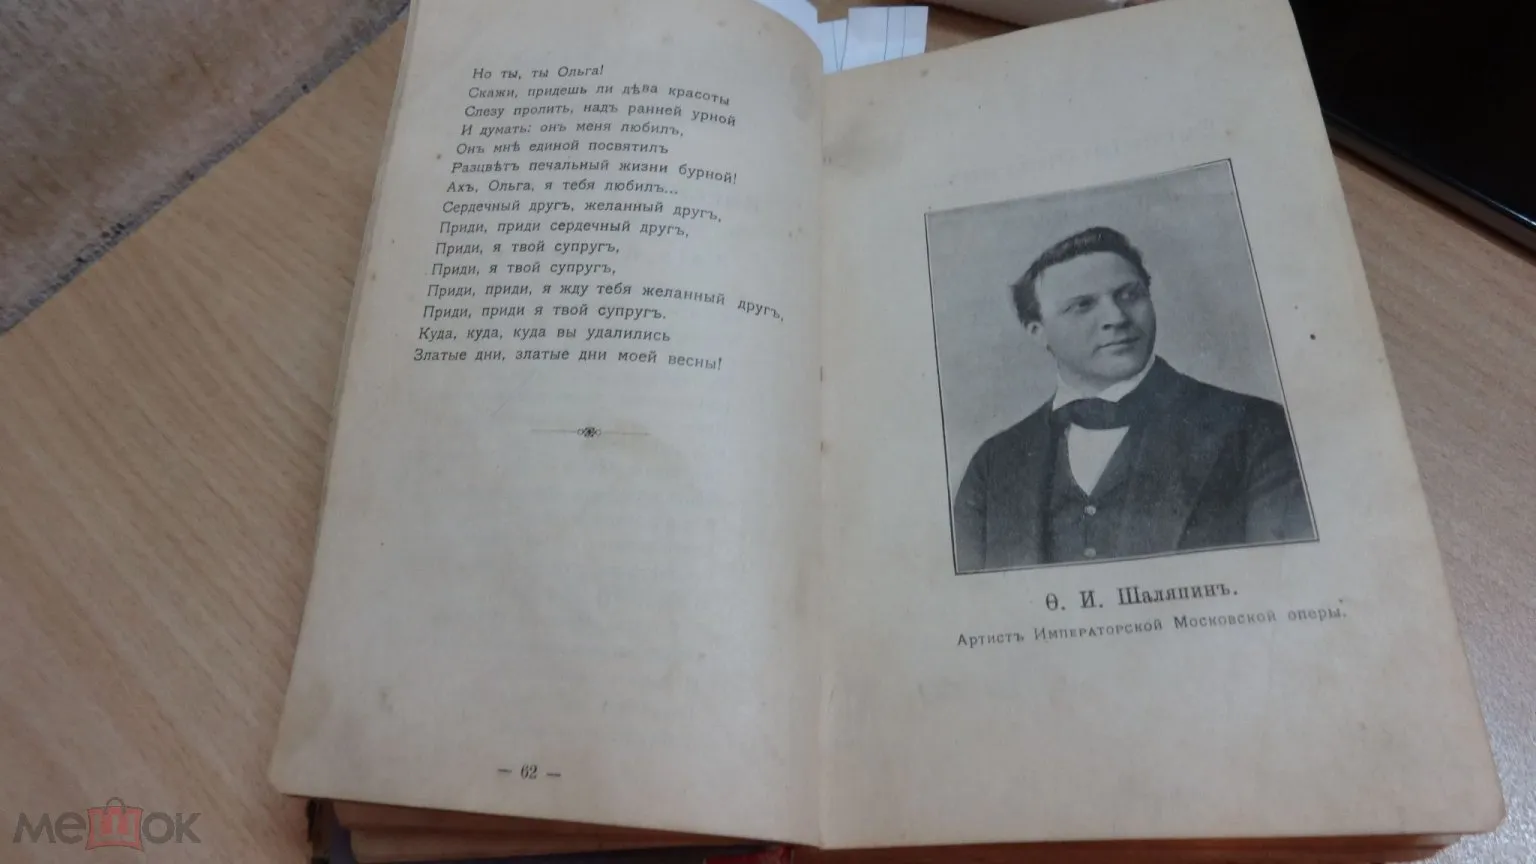 Но ты, ты Ольга!
Скажи, придешь ли дѣва красоты
Слезу пролить, надъ ранней урной
И думать: онъ меня любилъ,
Онъ мнѣ единой посвятилъ
Разцвѣтъ печальный жизни бурной!
Ахъ, Ольга, я тебя любилъ...
Сердечный другъ, желанный другъ,
Приди, приди сердечный другъ,
Приди, я твой супругъ,
Приди, я твой супругъ,
Приди, приди, я жду тебя желанный другъ,
Приди, приди я твой супругъ.
Куда, куда, куда вы удалились
Златые дни, златые дни моей весны!
— 62 —
Ѳ. И. Шаляпинъ.
Артистъ Императорской Московской оперы.
мешок